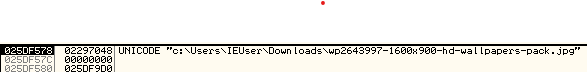 025DF578 02297048 UNICODE "c:\Users\IEUser\Downloads\wp2643997-1600x900-hd-wallpapers-pack.jpg"
025DF57C 00000000
025DF580 025DF9D0